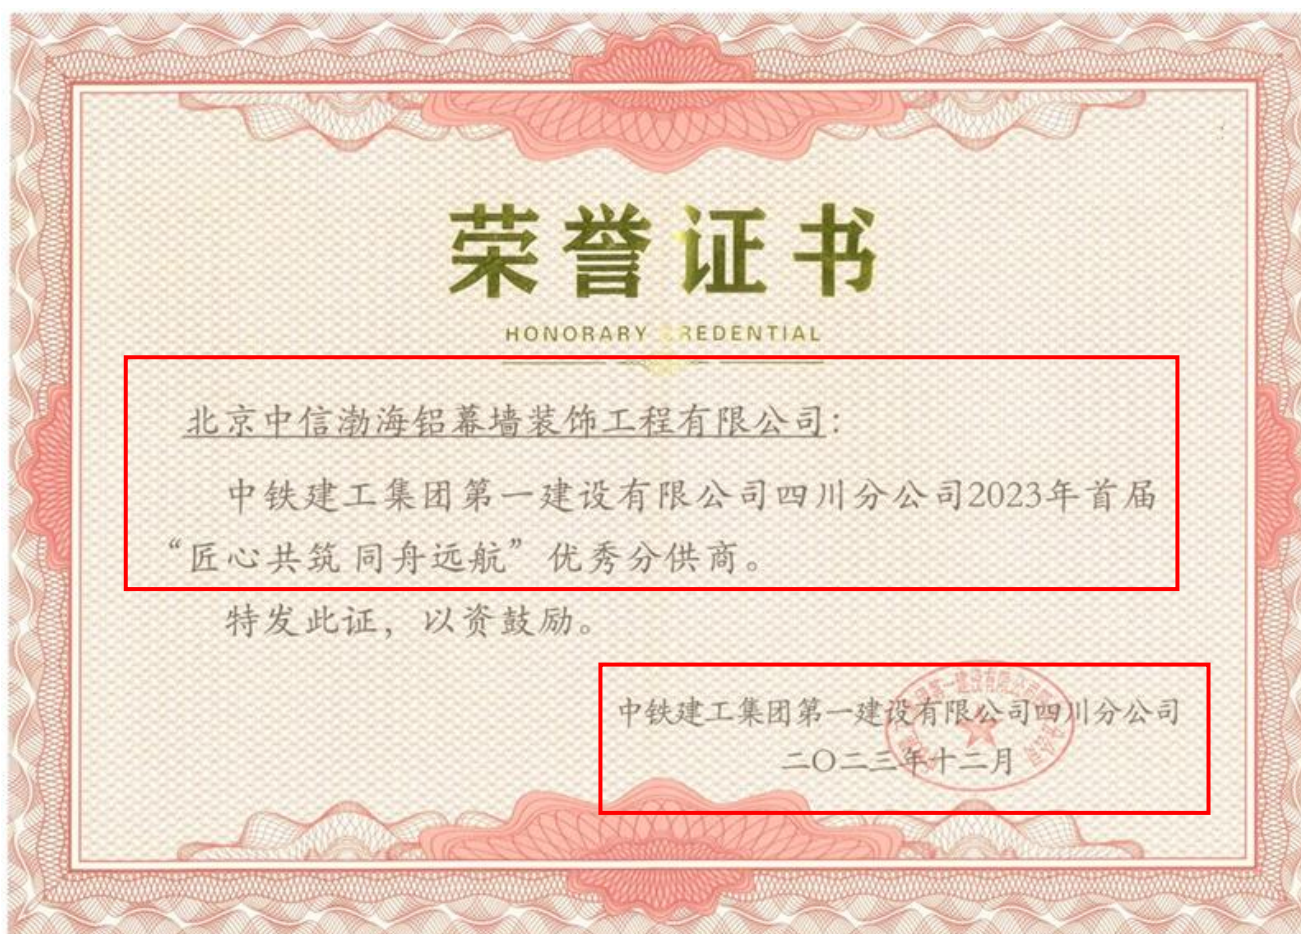 荣誉证书
HONORARY CREDENTIAL
北京中信渤海铝幕墙装饰工程有限公司：
中铁建工集团第一建设有限公司四川分公司2023年首届
“匠心共筑 同舟远航”优秀分供商。
特发此证，以资鼓励。
中铁建工集团第一建设有限公司四川分公司
二〇二三年十二月